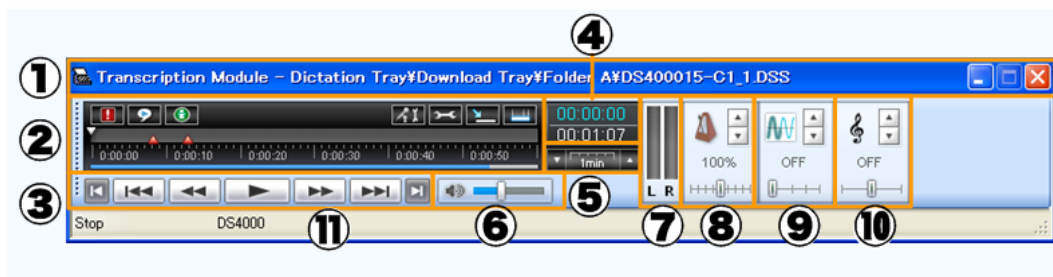 ④
① Transcription Module - Dictation Tray¥Download Tray¥Folder A¥DS400015-C1_1.DSS
② 00:00:00
00:01:07
0:00:00 0:00:10 0:00:20 0:00:30 0:00:40 0:00:50
1min
100% OFF OFF
L R
③ ⑤
Stop DS4000
⑪ ⑥ ⑦ ⑧ ⑨ ⑩